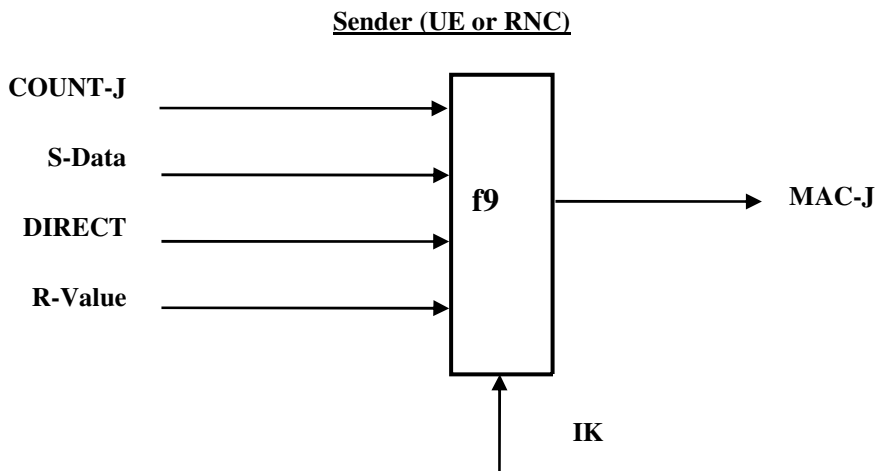 Sender (UE or RNC)
COUNT-J
S-Data
DIRECT
R-Value
f9
MAC-J
IK